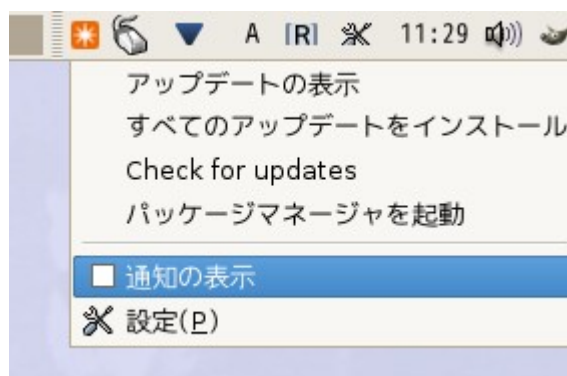 A [R] 11:29
アップデートの表示
すべてのアップデートをインストール
Check for updates
パッケージマネージャを起動
通知の表示
設定(P)